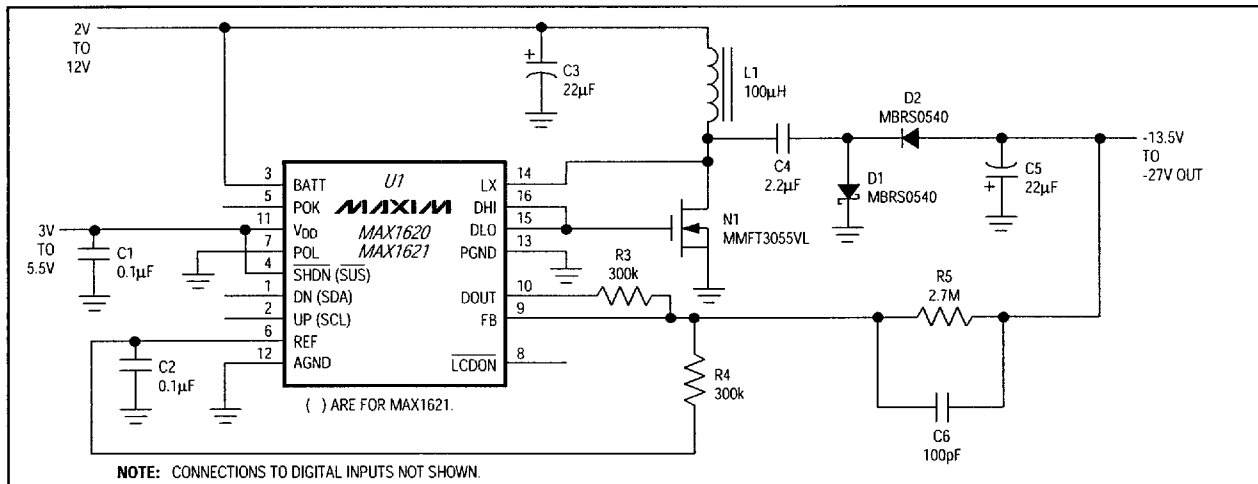 2V
TO
12V
C3
22µF
L1
100µH
D2
MBRS0540
-13.5V
TO
-27V OUT
C4
2.2µF
D1
MBRS0540
C5
22µF
3V
TO
5.5V
C1
0.1µF
C2
0.1µF
U1
MAXIM
MAX1620
MAX1621
3 BATT
5 POK
11 VDD
7 POL
4 SHDN (SUS)
1 DN (SDA)
2 UP (SCL)
6 REF
12 AGND
LX 14
DHI 16
DLO 15
PGND 13
DOUT 10
FB 9
LCDON 8
N1
MMFT3055VL
R3
300k
R4
300k
R5
2.7M
C6
100pF
( ) ARE FOR MAX1621.
NOTE: CONNECTIONS TO DIGITAL INPUTS NOT SHOWN.